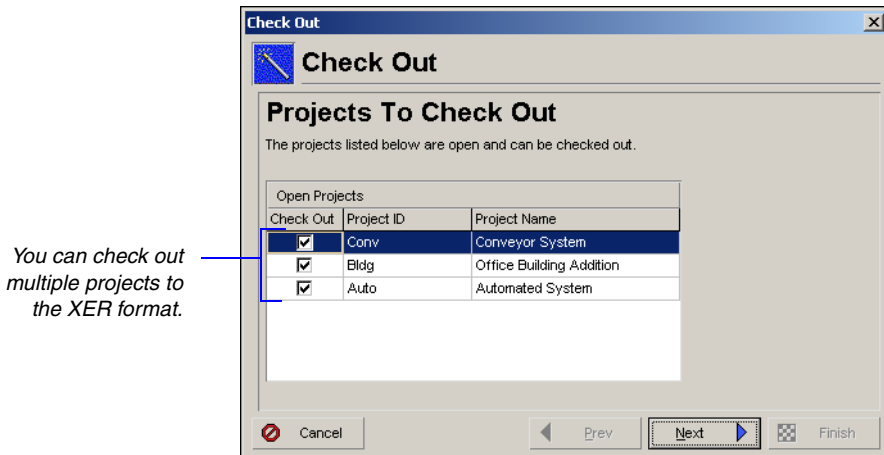 Check Out
Check Out
Projects To Check Out
The projects listed below are open and can be checked out.
Open Projects
Check Out Project ID Project Name
Conv Conveyor System
Bldg Office Building Addition
Auto Automated System
You can check out
multiple projects to
the XER format.
Cancel Prev Next Finish